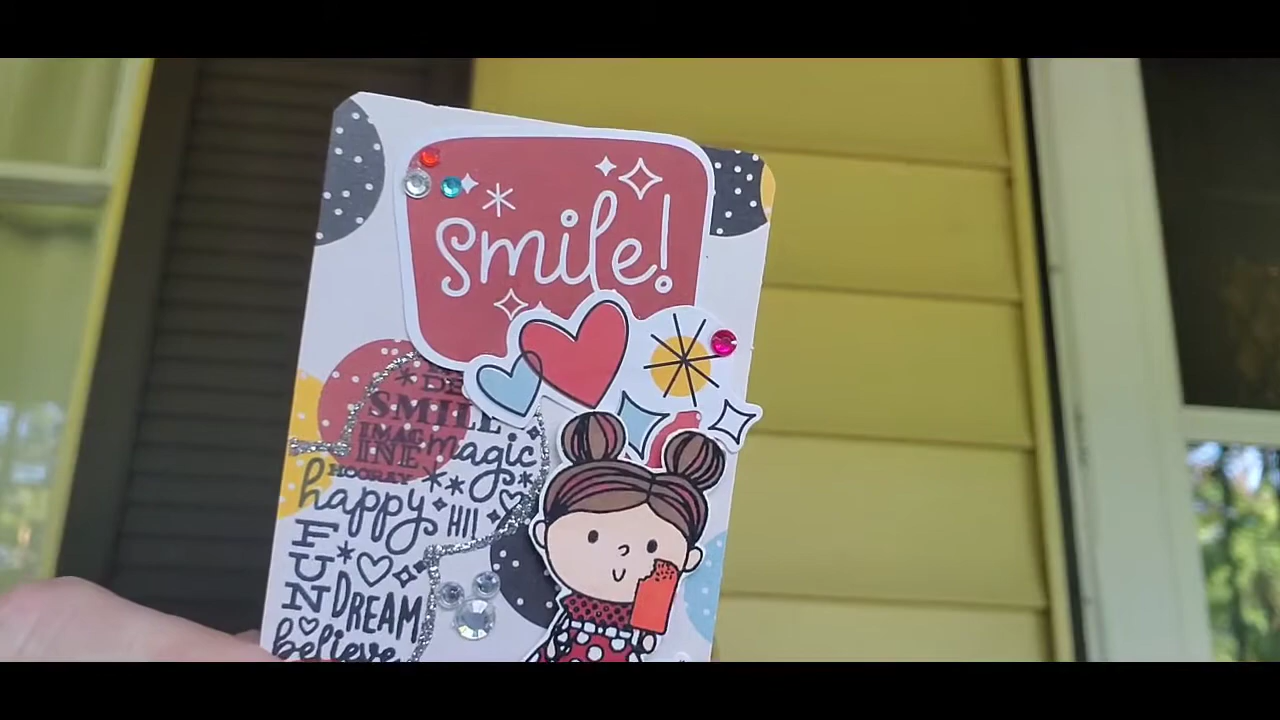 Smile!
SMILE
IMAG
INE magic
HOORAY
happy HI!
FUN
DREAM
believe